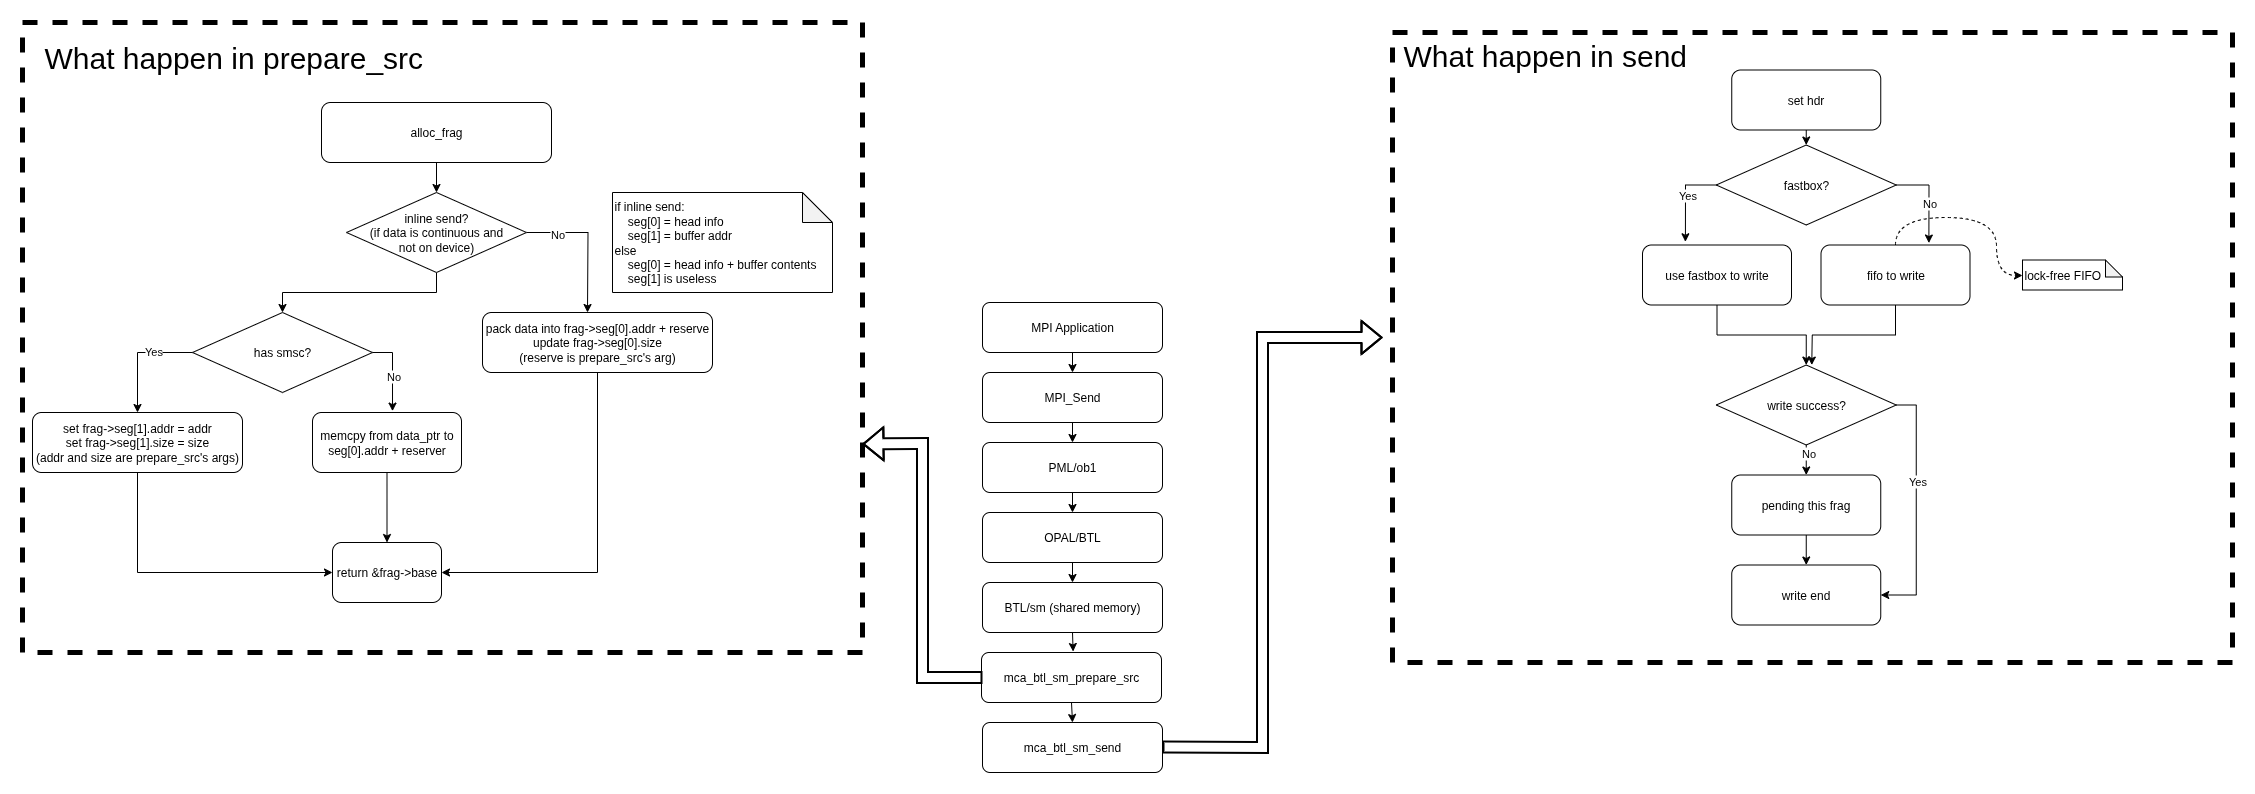 What happen in prepare_src
alloc_frag
inline send?
(if data is continuous and
not on device)
No
if inline send:
seg[0] = head info
seg[1] = buffer addr
else
seg[0] = head info + buffer contents
seg[1] is useless
has smsc?
Yes
No
pack data into frag->seg[0].addr + reserve
update frag->seg[0].size
(reserve is prepare_src's arg)
set frag->seg[1].addr = addr
set frag->seg[1].size = size
(addr and size are prepare_src's args)
memcpy from data_ptr to
seg[0].addr + reserver
return &frag->base
MPI Application
MPI_Send
PML/ob1
OPAL/BTL
BTL/sm (shared memory)
mca_btl_sm_prepare_src
mca_btl_sm_send
What happen in send
set hdr
fastbox?
Yes
No
use fastbox to write
fifo to write
lock-free FIFO
write success?
No
Yes
pending this frag
write end